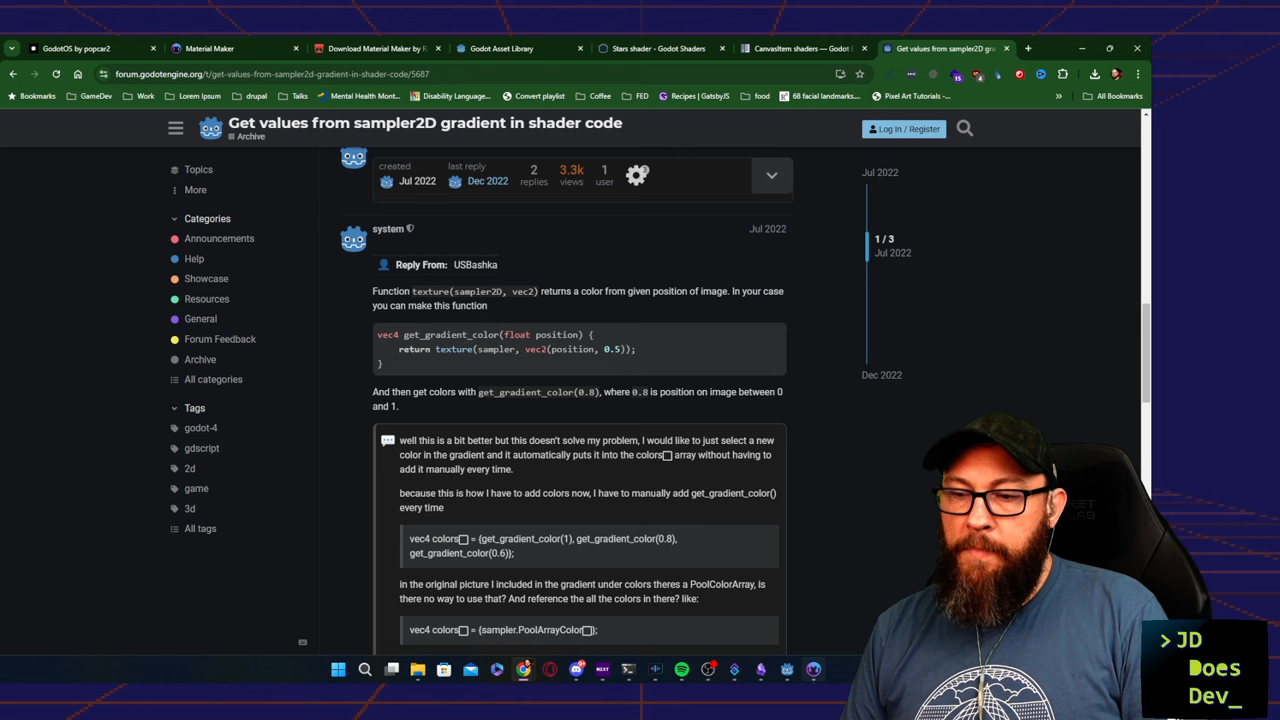 GodotOS by popcar2
Material Maker
Download Material Maker by R
Godot Asset Library
Stars shader - Godot Shaders
CanvasItem shaders — Godot E
Get values from sampler2D gra
forum.godotengine.org/t/get-values-from-sampler2d-gradient-in-shader-code/5687
Bookmarks
GameDev
Work
Lorem Ipsum
drupal
Talks
Mental Health Mont...
Disability Language...
Convert playlist
Coffee
FED
Recipes | GatsbyJS
food
68 facial landmarks...
Pixel Art Tutorials -...
All Bookmarks
Get values from sampler2D gradient in shader code
Archive
Log In / Register
Topics
More
Categories
Announcements
Help
Showcase
Resources
General
Forum Feedback
Archive
All categories
Tags
godot-4
gdscript
2d
game
3d
All tags
created
Jul 2022
last reply
Dec 2022
2
replies
3.3k
views
1
user
system
Jul 2022
Reply From: USBashka
Function texture(sampler2D, vec2) returns a color from given position of image. In your case
you can make this function
vec4 get_gradient_color(float position) {
return texture(sampler, vec2(position, 0.5));
}
And then get colors with get_gradient_color(0.8), where 0.8 is position on image between 0
and 1.
well this is a bit better but this doesn't solve my problem, I would like to just select a new
color in the gradient and it automatically puts it into the colors□ array without having to
add it manually every time.
because this is how I have to add colors now, I have to manually add get_gradient_color()
every time
vec4 colors□ = {get_gradient_color(1), get_gradient_color(0.8),
get_gradient_color(0.6)};
in the original picture I included in the gradient under colors theres a PoolColorArray, is
there no way to use that? And reference the all the colors in there? like:
vec4 colors□ = {sampler.PoolArrayColor□};
Jul 2022
1 / 3
Jul 2022
Dec 2022
> JD
Does
Dev_